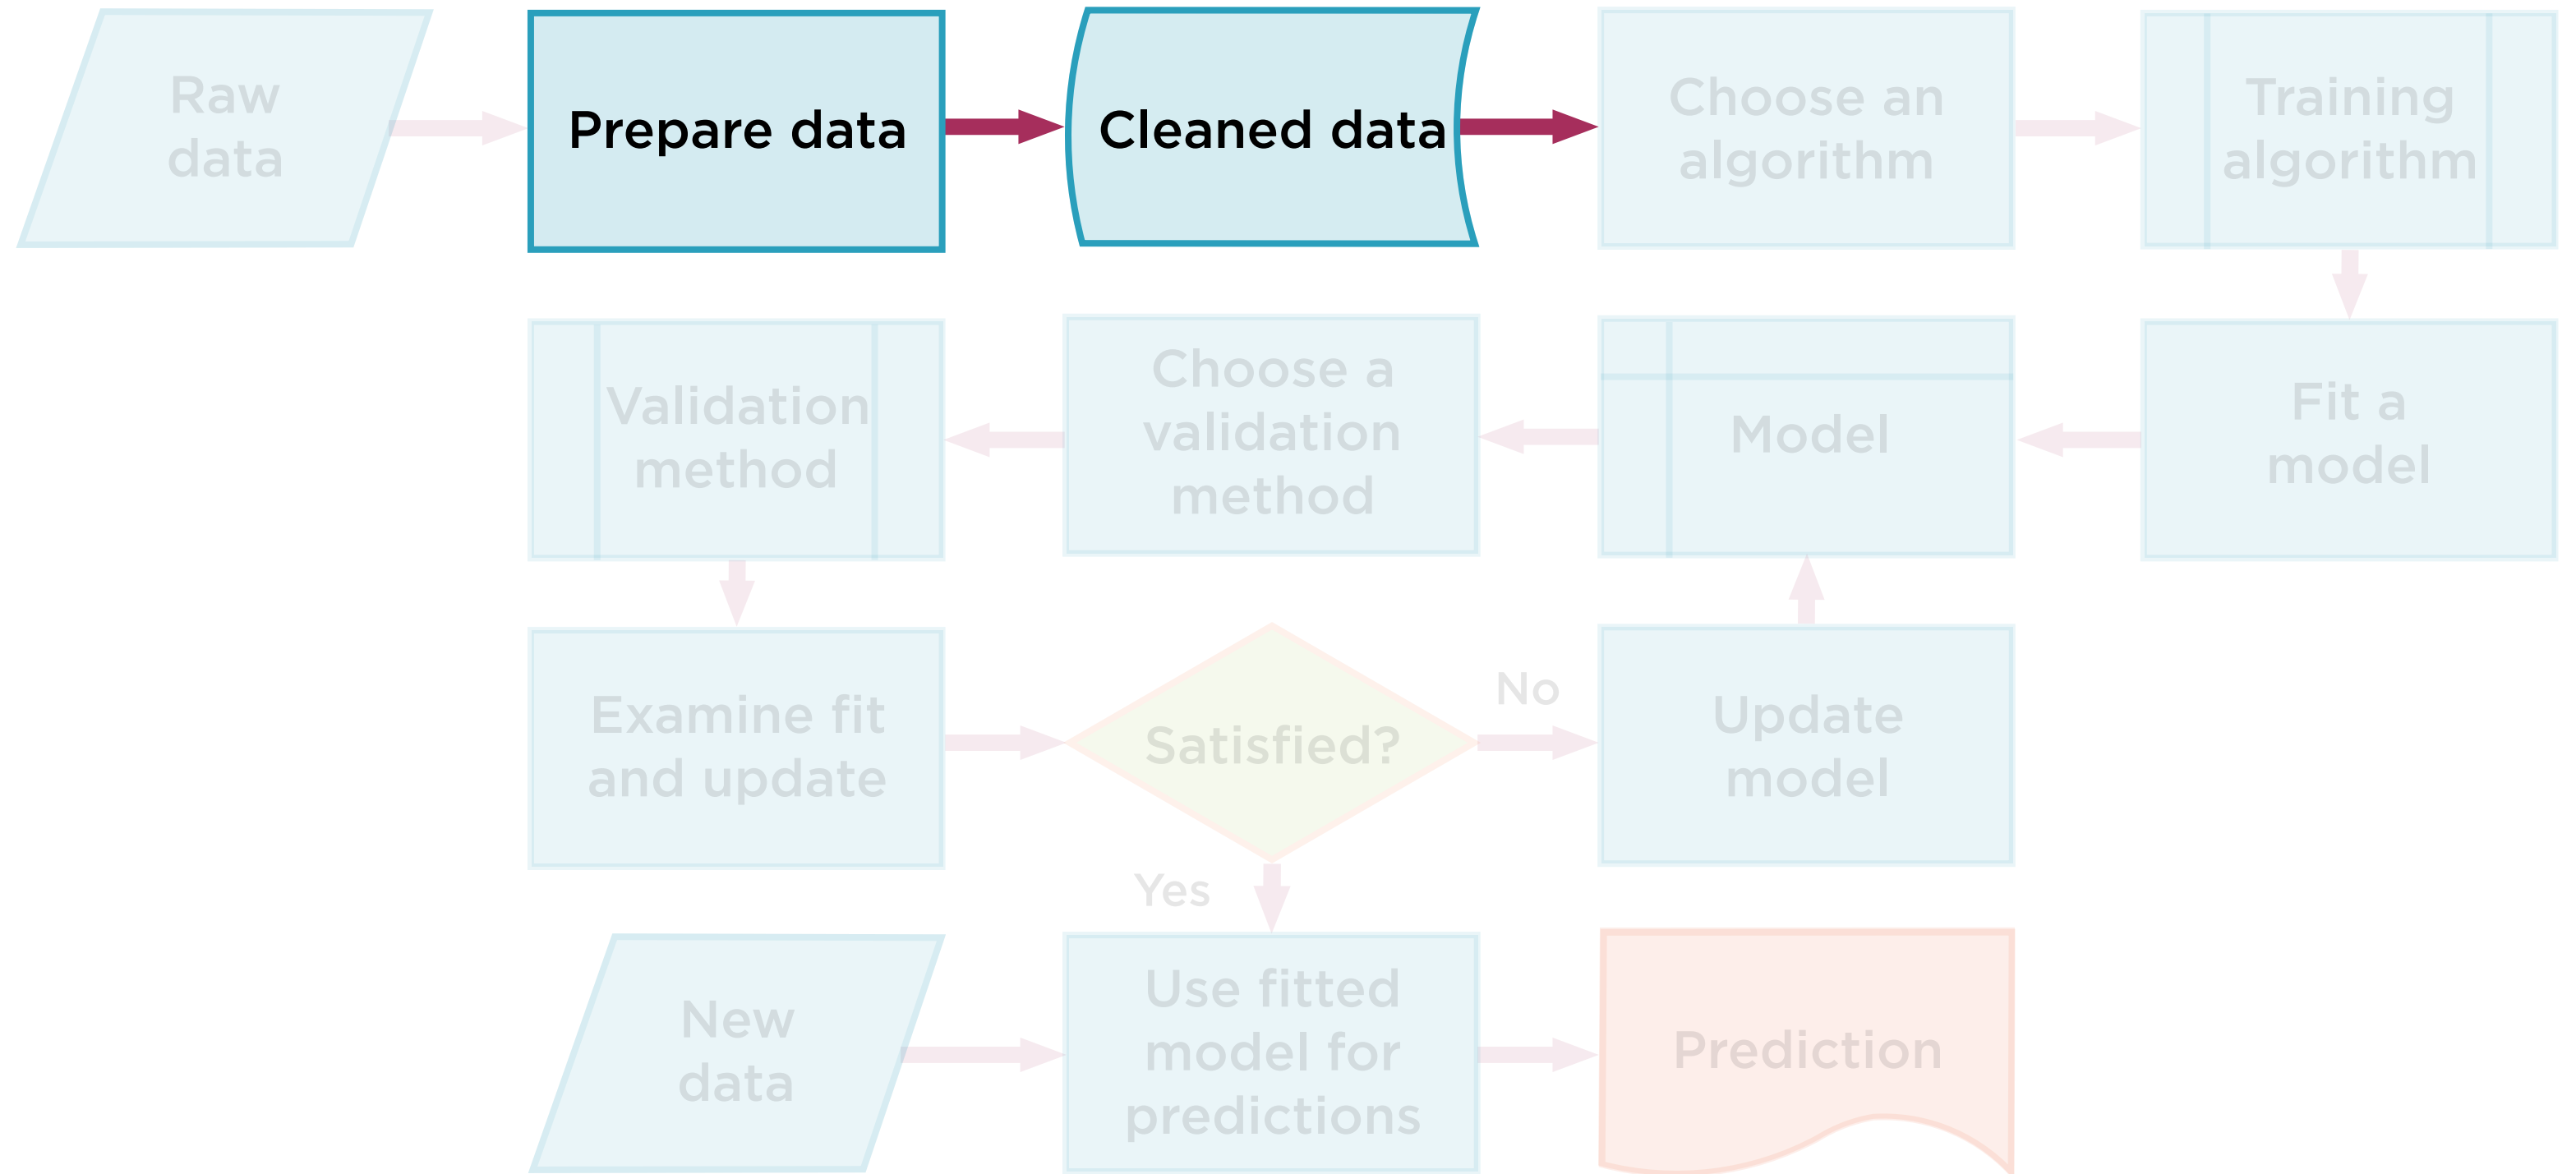 Raw
data
Prepare data
Cleaned data
Choose an
algorithm
Training
algorithm
Validation
method
Choose a
validation
method
Model
Fit a
model
Examine fit
and update
Satisfied?
No
Update
model
Yes
New
data
Use fitted
model for
predictions
Prediction